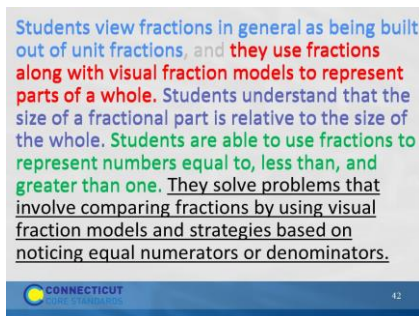 Students view fractions in general as being built
out of unit fractions, and they use fractions
along with visual fraction models to represent
parts of a whole. Students understand that the
size of a fractional part is relative to the size of
the whole. Students are able to use fractions to
represent numbers equal to, less than, and
greater than one. They solve problems that
involve comparing fractions by using visual
fraction models and strategies based on
noticing equal numerators or denominators.
CONNECTICUT
CORE STANDARDS
42